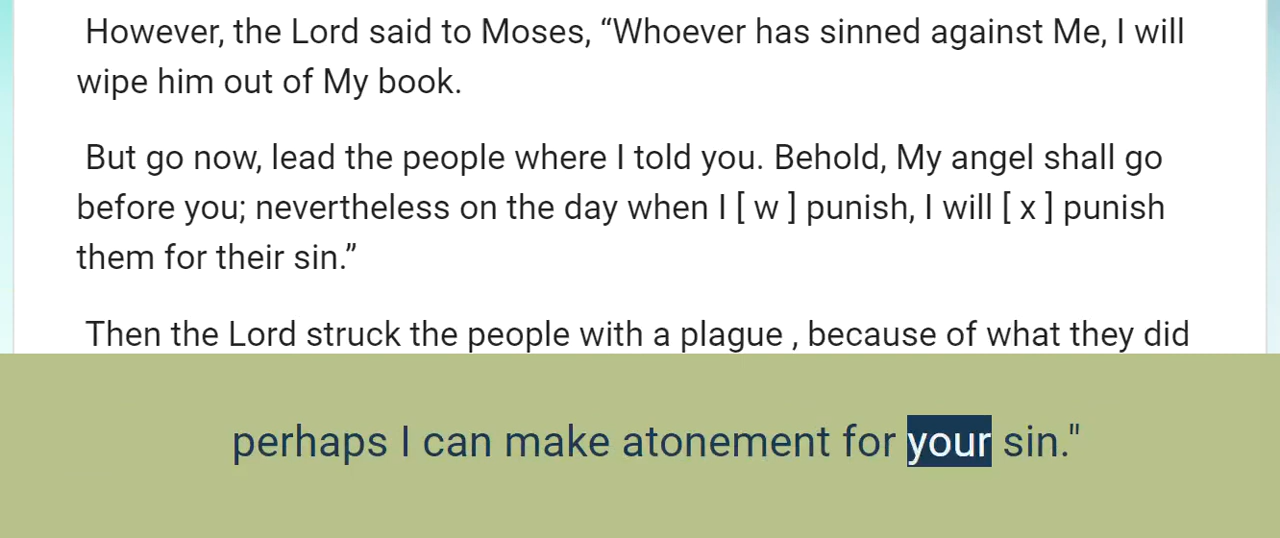 However, the Lord said to Moses, “Whoever has sinned against Me, I will
wipe him out of My book.
But go now, lead the people where I told you. Behold, My angel shall go
before you; nevertheless on the day when I [ w ] punish, I will [ x ] punish
them for their sin.”
Then the Lord struck the people with a plague , because of what they did
perhaps I can make atonement for your sin."